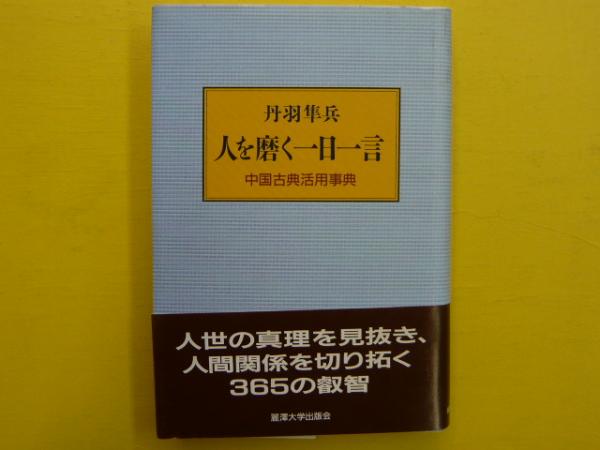 丹羽隼兵
人を磨く一日一言
中国古典活用事典
人世の真理を見抜き、
人間関係を切り拓く
365の叡智
麗澤大学出版会